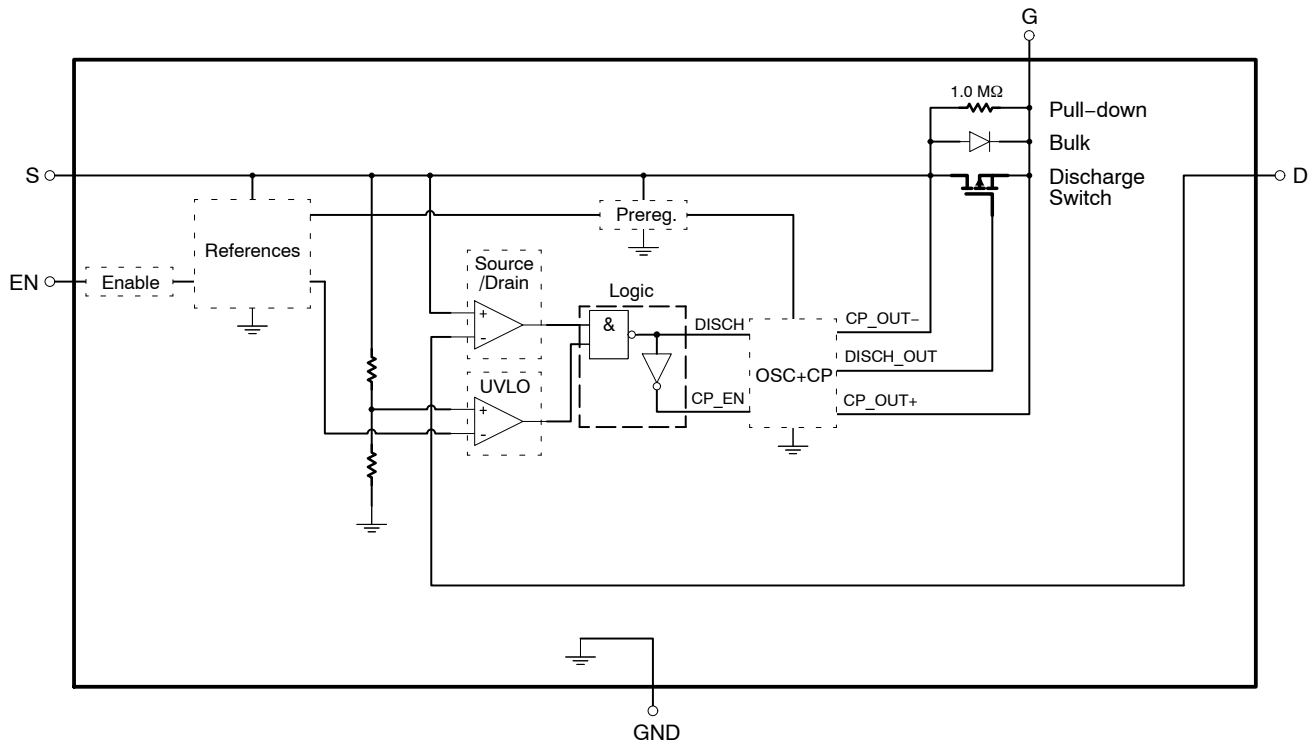 G
1.0 MΩ
Pull−down
Bulk
S
D
Discharge
Switch
Prereg.
References
EN
Enable
Source
/Drain
+
-
Logic
&
DISCH
CP_OUT−
DISCH_OUT
OSC+CP
UVLO
+
-
CP_EN
CP_OUT+
GND